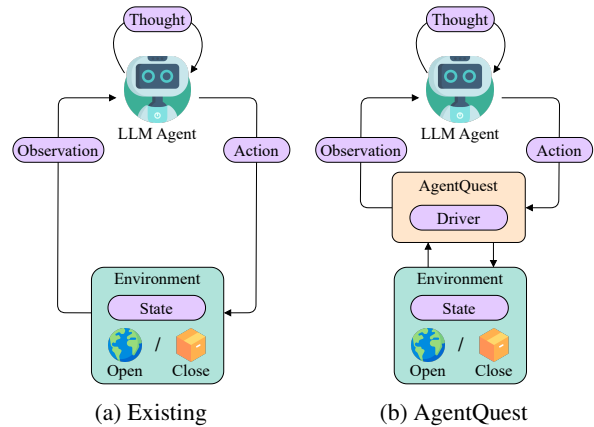 Thought
LLM Agent
Observation
Action
Environment
State
/
Open
Close
(a) Existing
Thought
LLM Agent
Observation
Action
AgentQuest
Driver
Environment
State
/
Open
Close
(b) AgentQuest